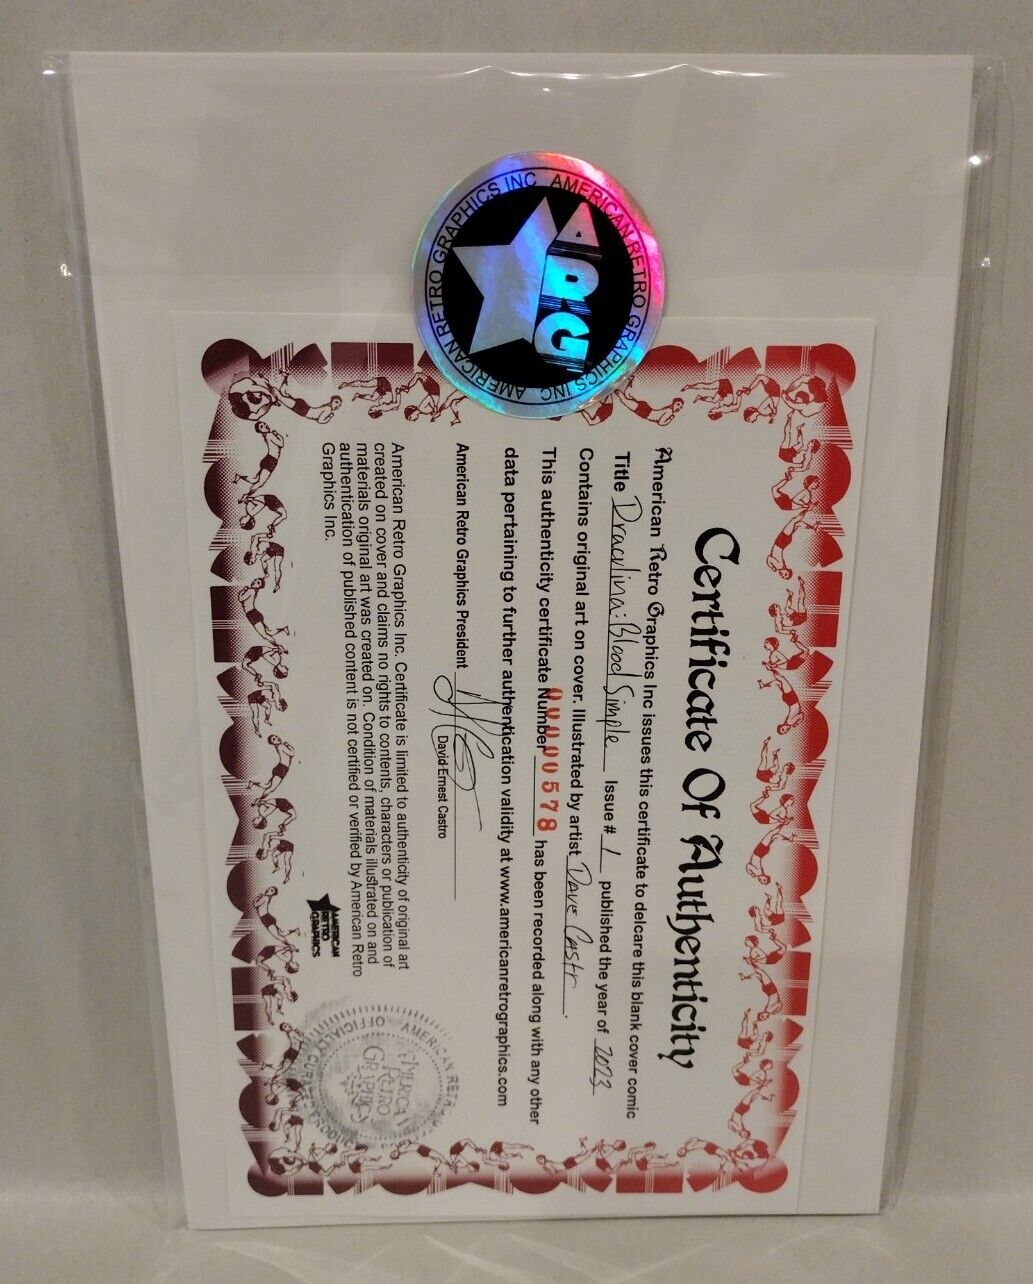 AMERICAN RETRO GRAPHICS INC
AMERICAN RETRO GRAPHICS INC
ARG
Certificate Of Authenticity
American Retro Graphics Inc issues this certificate to delcare this blank cover comic
Title Draculina: Blood Simple Issue # 1 published the year of 2023
Contains original art on cover. Illustrated by artist Dave Castr.
This authenticity certificate Number 0000578 has been recorded along with any other
data pertaining to further authentication validity at www.americanretrographics.com
American Retro Graphics President
David-Ernest Castro
American Retro Graphics Inc. Certificate is limited to authenticity of original art
created on cover and claims no rights to contents, characters or publication of
materials original art was created on. Condition of materials illustrated on and
authentication of published content is not certified or verified by American Retro
Graphics Inc.
AMERICAN
RETRO
GRAPHICS
AMERICA
RETRO
GRAPHICS